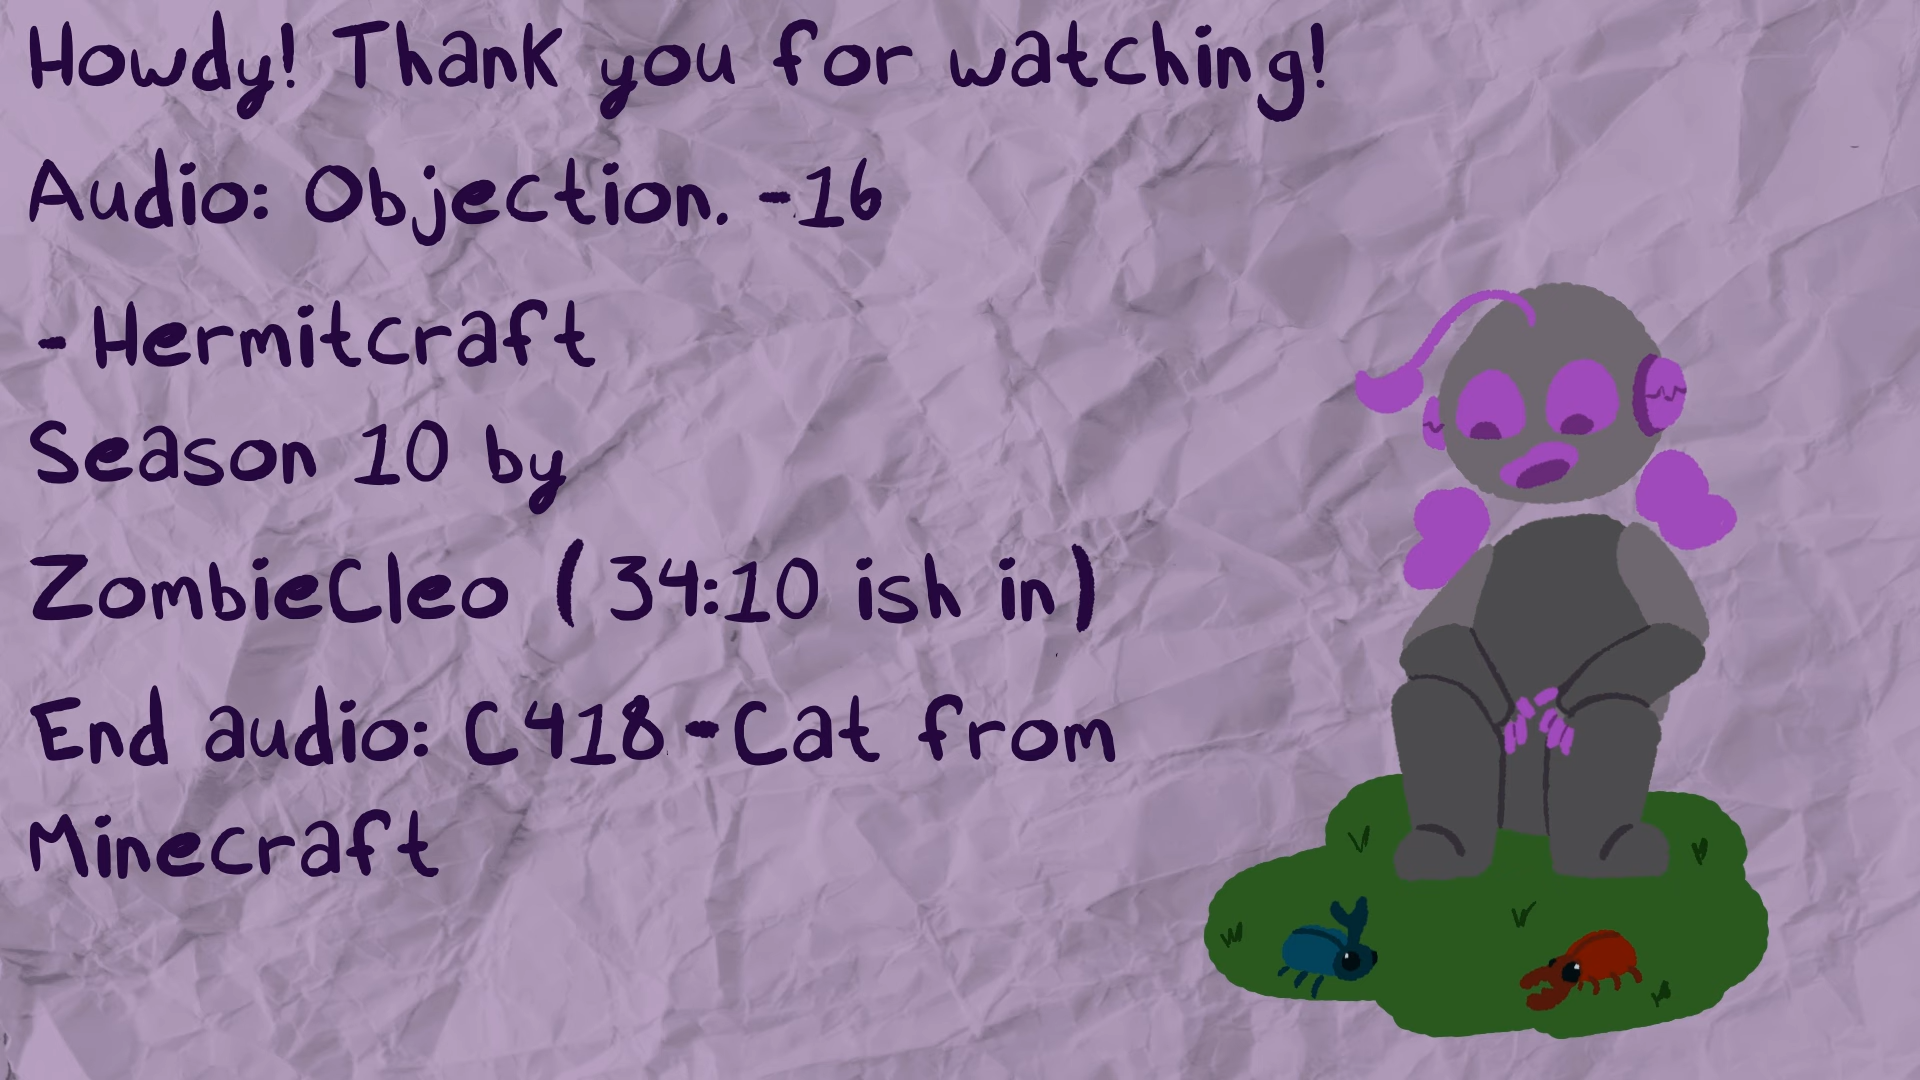 Howdy! Thank you for watching!
Audio: Objection. -16
- Hermitcraft
Season 10 by
ZombieCleo (34:10 ish in)
End audio: C418-Cat from
Minecraft